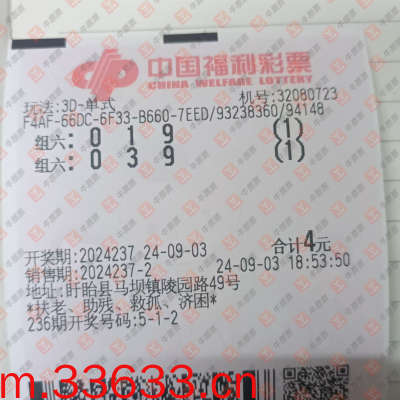 中国福利彩票
CHINA WELFARE LOTTERY
玩法:3D-单式 机号:32080723
F4AF-66DC-6F33-B660-7EED/93238360/94148
组六: 0 1 9 (1)
组六: 0 3 9 (1)
开奖期:2024237 24-09-03 合计4元
销售期:2024237-2 24-09-03 18:53:50
地址:盱眙县马坝镇陵园路49号
*扶老、助残、救孤、济困*
236期开奖号码:5-1-2
m.33633.cn